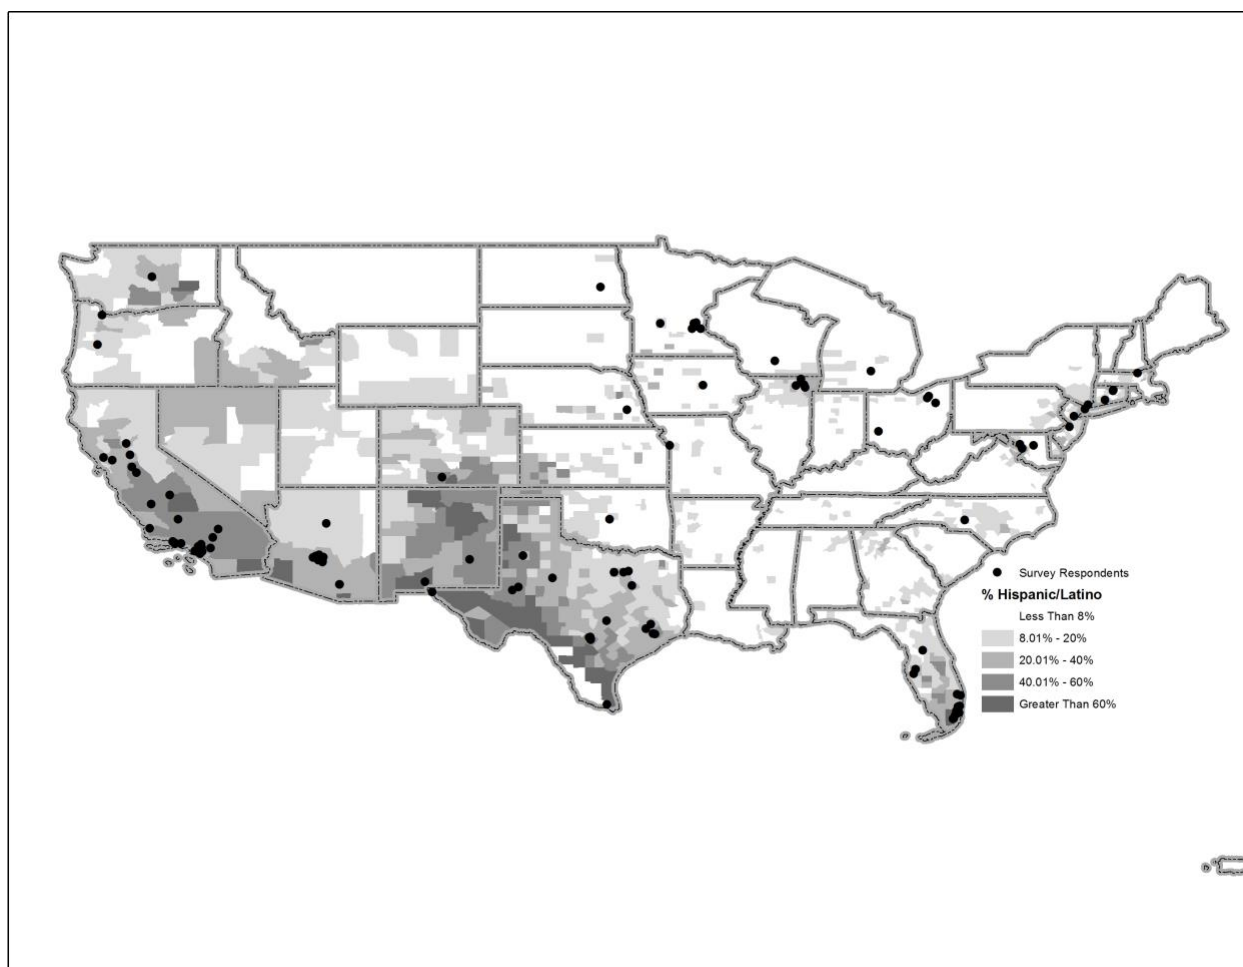 Survey Respondents
% Hispanic/Latino
Less Than 8%
8.01% - 20%
20.01% - 40%
40.01% - 60%
Greater Than 60%